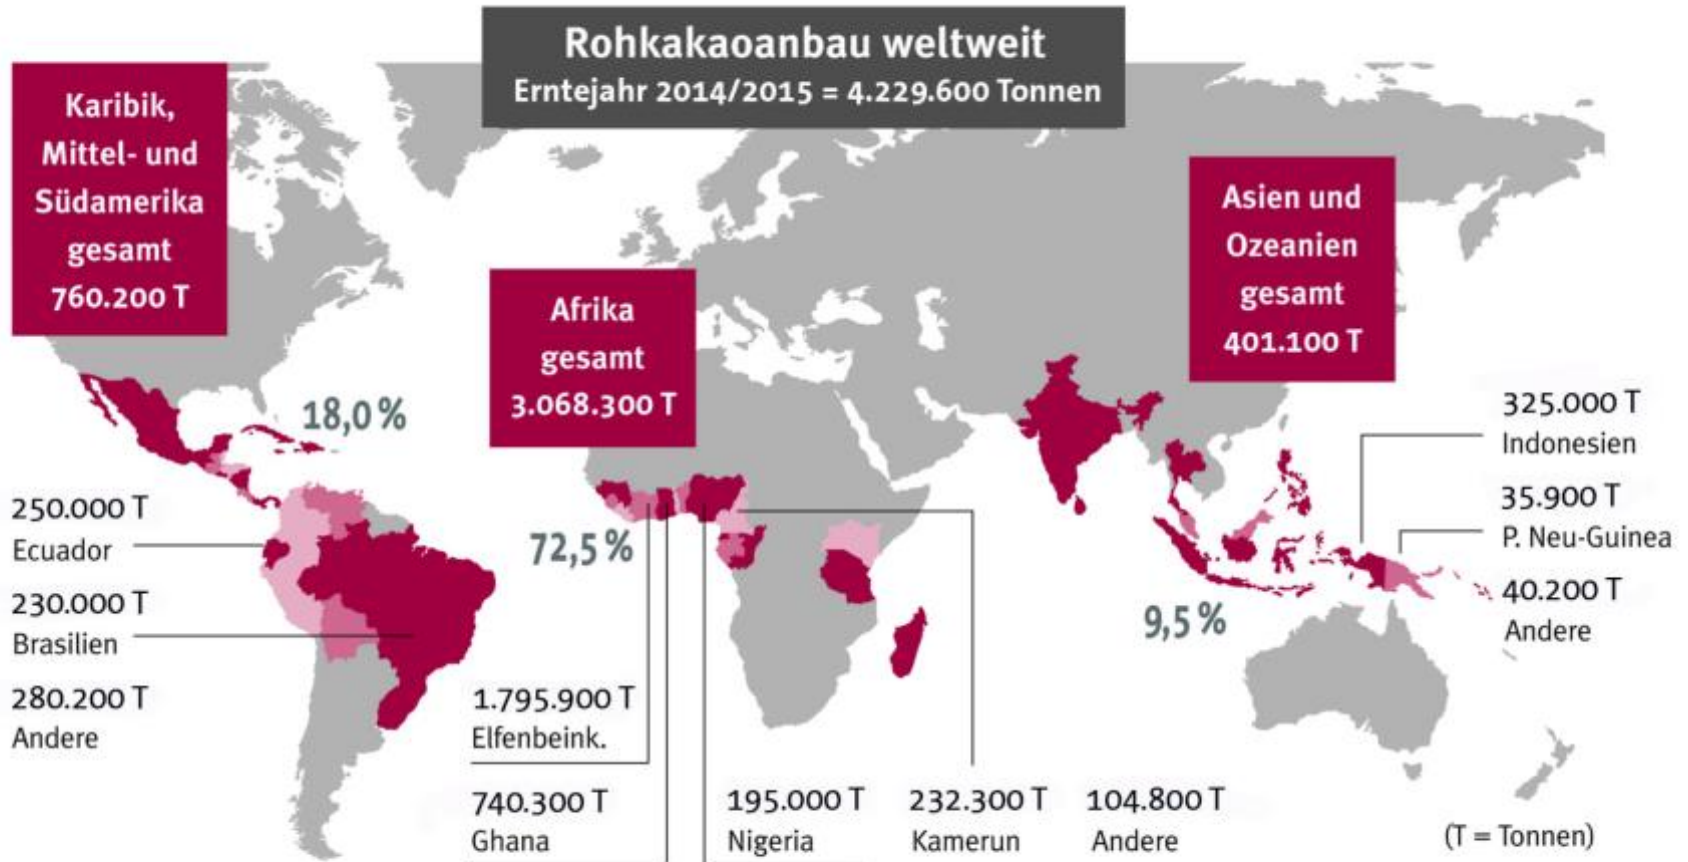 Rohkakaoanbau weltweit
Erntejahr 2014/2015 = 4.229.600 Tonnen
Karibik,
Mittel- und
Südamerika
gesamt
760.200 T
Afrika
gesamt
3.068.300 T
Asien und
Ozeanien
gesamt
401.100 T
18,0 %
72,5 %
9,5 %
250.000 T
Ecuador
230.000 T
Brasilien
280.200 T
Andere
1.795.900 T
Elfenbeink.
740.300 T
Ghana
195.000 T
Nigeria
232.300 T
Kamerun
104.800 T
Andere
325.000 T
Indonesien
35.900 T
P. Neu-Guinea
40.200 T
Andere
(T = Tonnen)